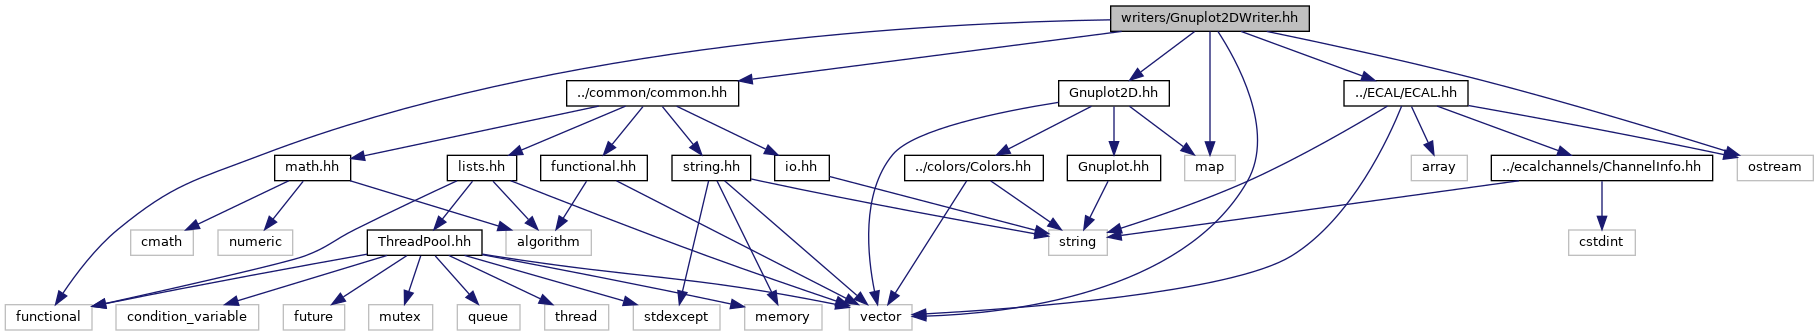 writers/Gnuplot2DWriter.hh
../common/common.hh
Gnuplot2D.hh
../ECAL/ECAL.hh
math.hh
lists.hh
functional.hh
string.hh
io.hh
../colors/Colors.hh
Gnuplot.hh
map
array
../ecalchannels/ChannelInfo.hh
ostream
cmath
numeric
ThreadPool.hh
algorithm
string
cstdint
functional
condition_variable
future
mutex
queue
thread
stdexcept
memory
vector